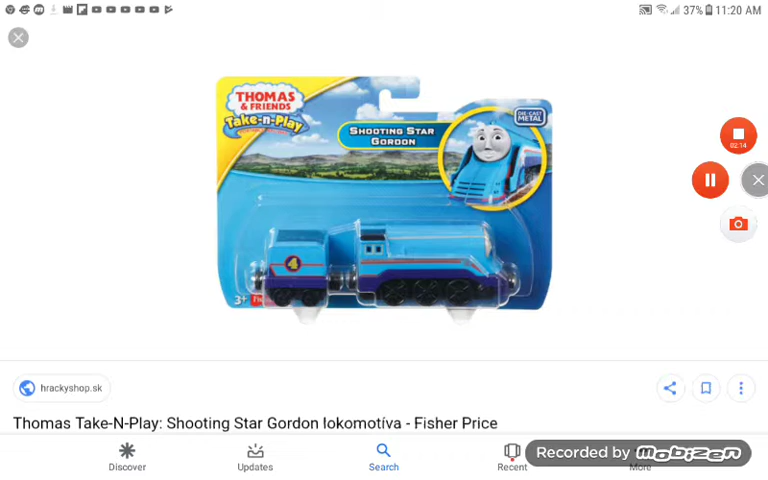 37% 11:20 AM
THOMAS
& FRIENDS
Take-n-Play
DIE-CAST
METAL
SHOOTING STAR
GORDON
02:14
4
3+
hrackyshop.sk
Thomas Take-N-Play: Shooting Star Gordon lokomotíva - Fisher Price
Discover
Updates
Search
Recent
More
Recorded by mobizen